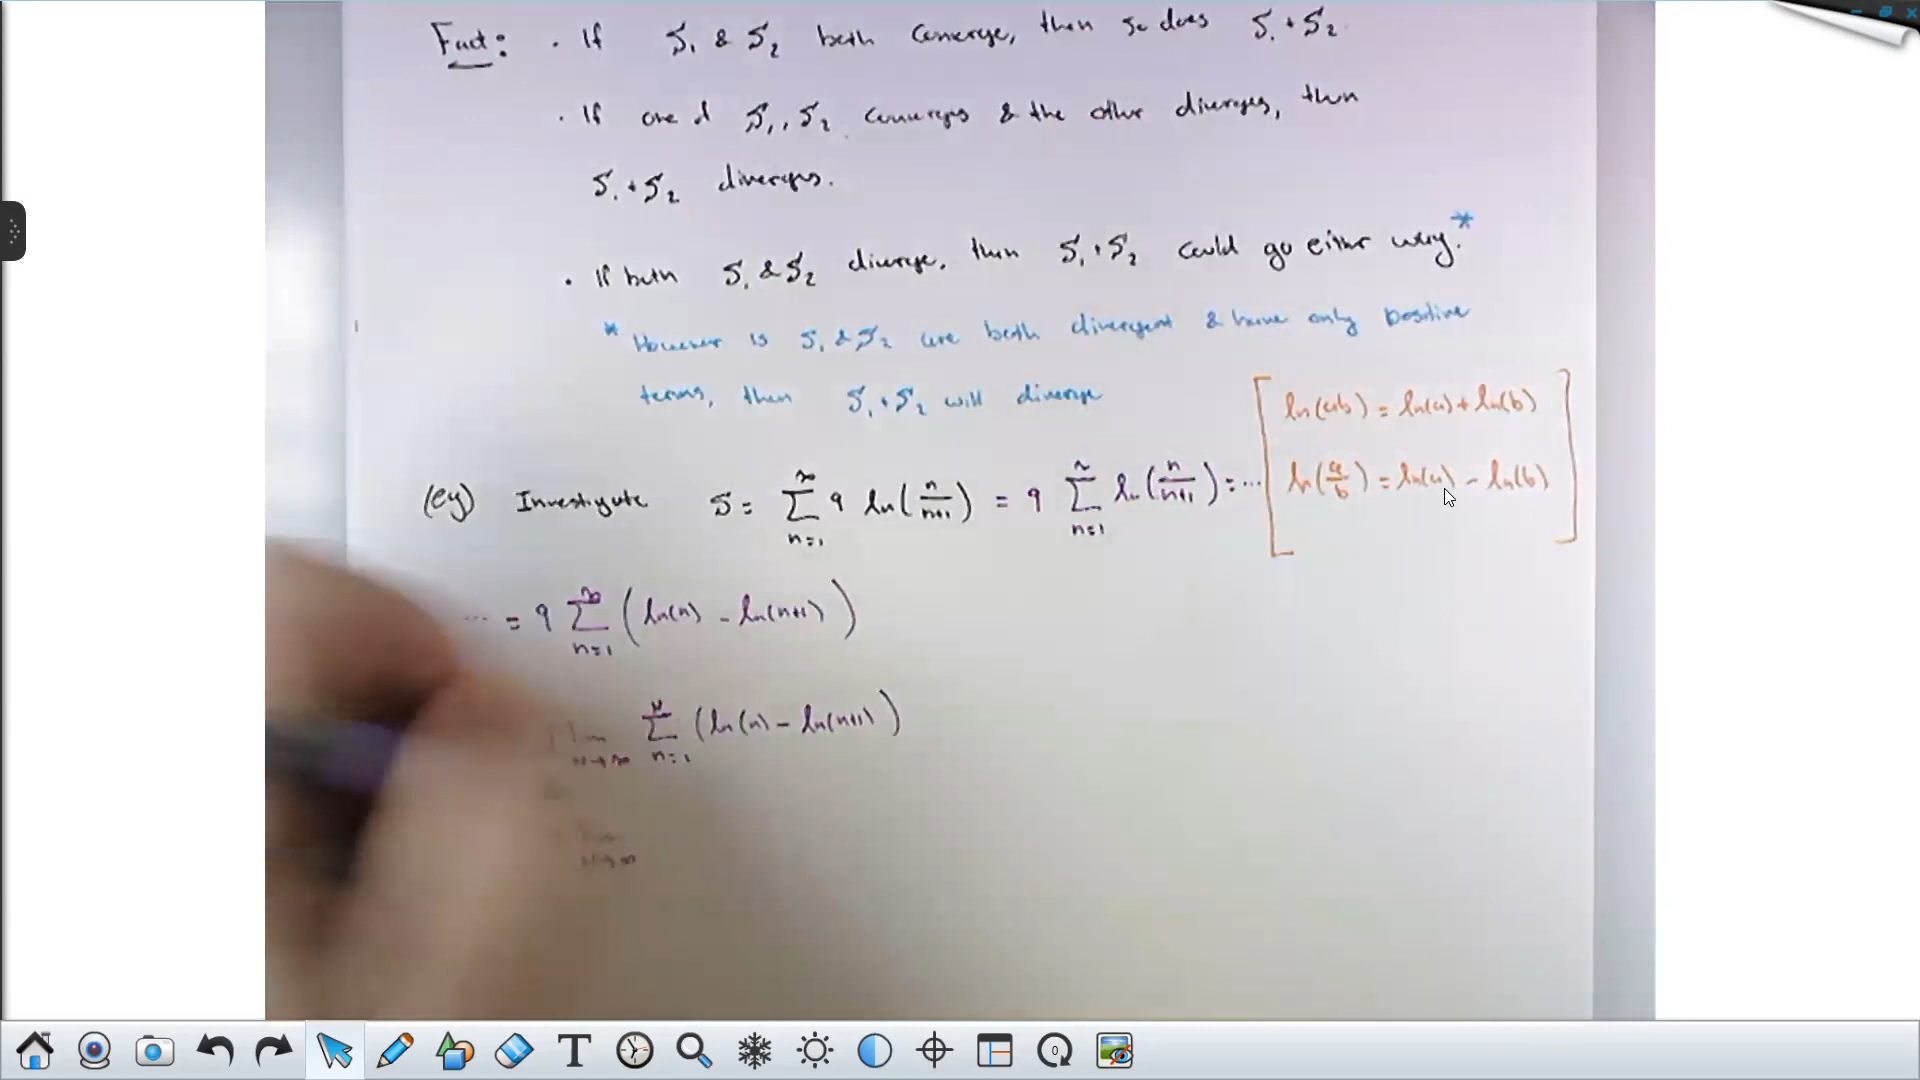 Fact: · If S₁ & S₂ both converge, then so does S₁ + S₂.
· If one of S₁, S₂ converges & the other diverges, then
S₁ + S₂ diverges.
· If both S₁ & S₂ diverge, then S₁ + S₂ could go either way.*
* However is S₁ & S₂ are both divergent & have only positive
terms, then S₁ + S₂ will diverge
[ ln(ab) = ln(a) + ln(b)
ln(a/b) = ln(a) - ln(b) ]
(eg) Investigate S = ∑_{n=1}^{∞} 9 ln(n/(n+1)) = 9 ∑_{n=1}^{∞} ln(n/(n+1)) = ...
... = 9 ∑_{n=1}^{∞} (ln(n) - ln(n+1))
lim_{N→∞} ∑_{n=1}^{N} (ln(n) - ln(n+1))
lim_{N→∞}
T
0